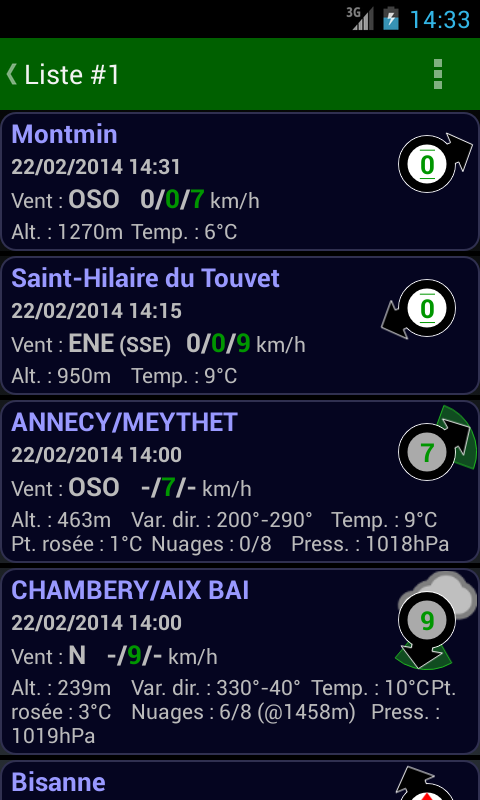 3G 14:33
Liste #1
Montmin
22/02/2014 14:31
0
Vent : OSO 0/0/7 km/h
Alt. : 1270m Temp. : 6°C
Saint-Hilaire du Touvet
22/02/2014 14:15
0
Vent : ENE (SSE) 0/0/9 km/h
Alt. : 950m Temp. : 9°C
ANNECY/MEYTHET
22/02/2014 14:00
7
Vent : OSO -/7/- km/h
Alt. : 463m Var. dir. : 200°-290° Temp. : 9°C
Pt. rosée : 1°C Nuages : 0/8 Press. : 1018hPa
CHAMBERY/AIX BAI
22/02/2014 14:00
9
Vent : N -/9/- km/h
Alt. : 239m Var. dir. : 330°-40° Temp. : 10°C Pt.
rosée : 3°C Nuages : 6/8 (@1458m) Press. :
1019hPa
Bisanne